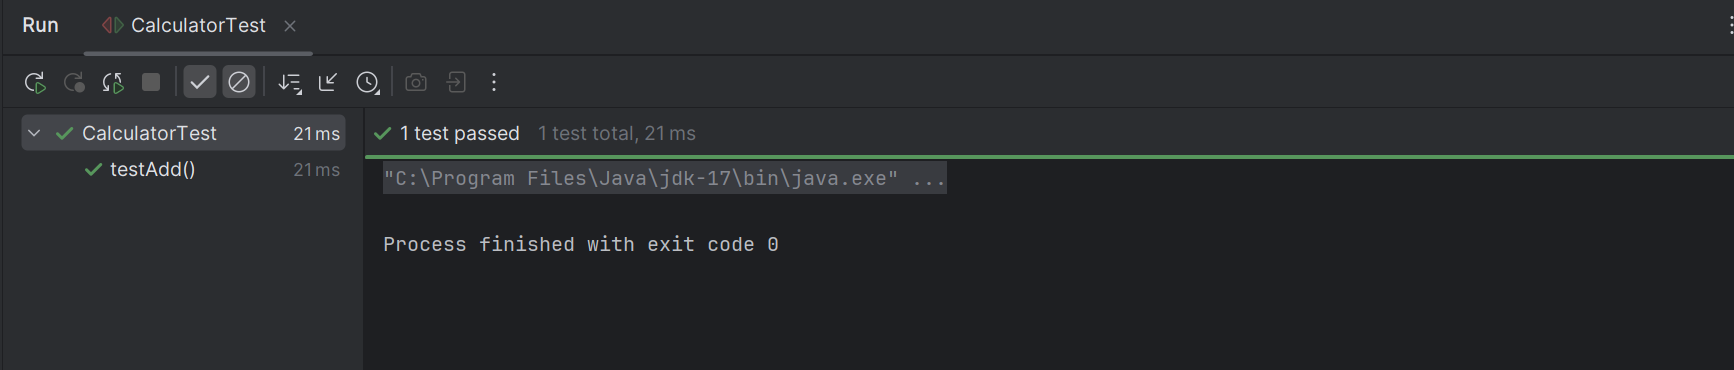 Run CalculatorTest
CalculatorTest 21 ms
testAdd() 21 ms
1 test passed 1 test total, 21 ms
"C:\Program Files\Java\jdk-17\bin\java.exe" ...
Process finished with exit code 0